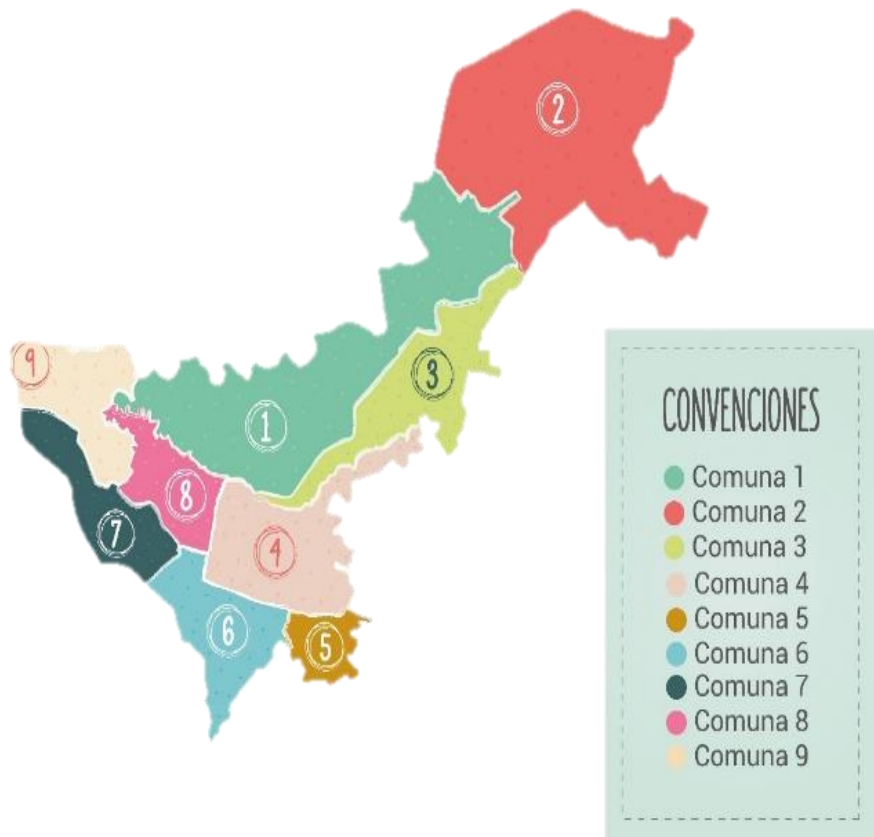 2
1
3
9
8
7
4
6
5
CONVENCIONES
Comuna 1
Comuna 2
Comuna 3
Comuna 4
Comuna 5
Comuna 6
Comuna 7
Comuna 8
Comuna 9